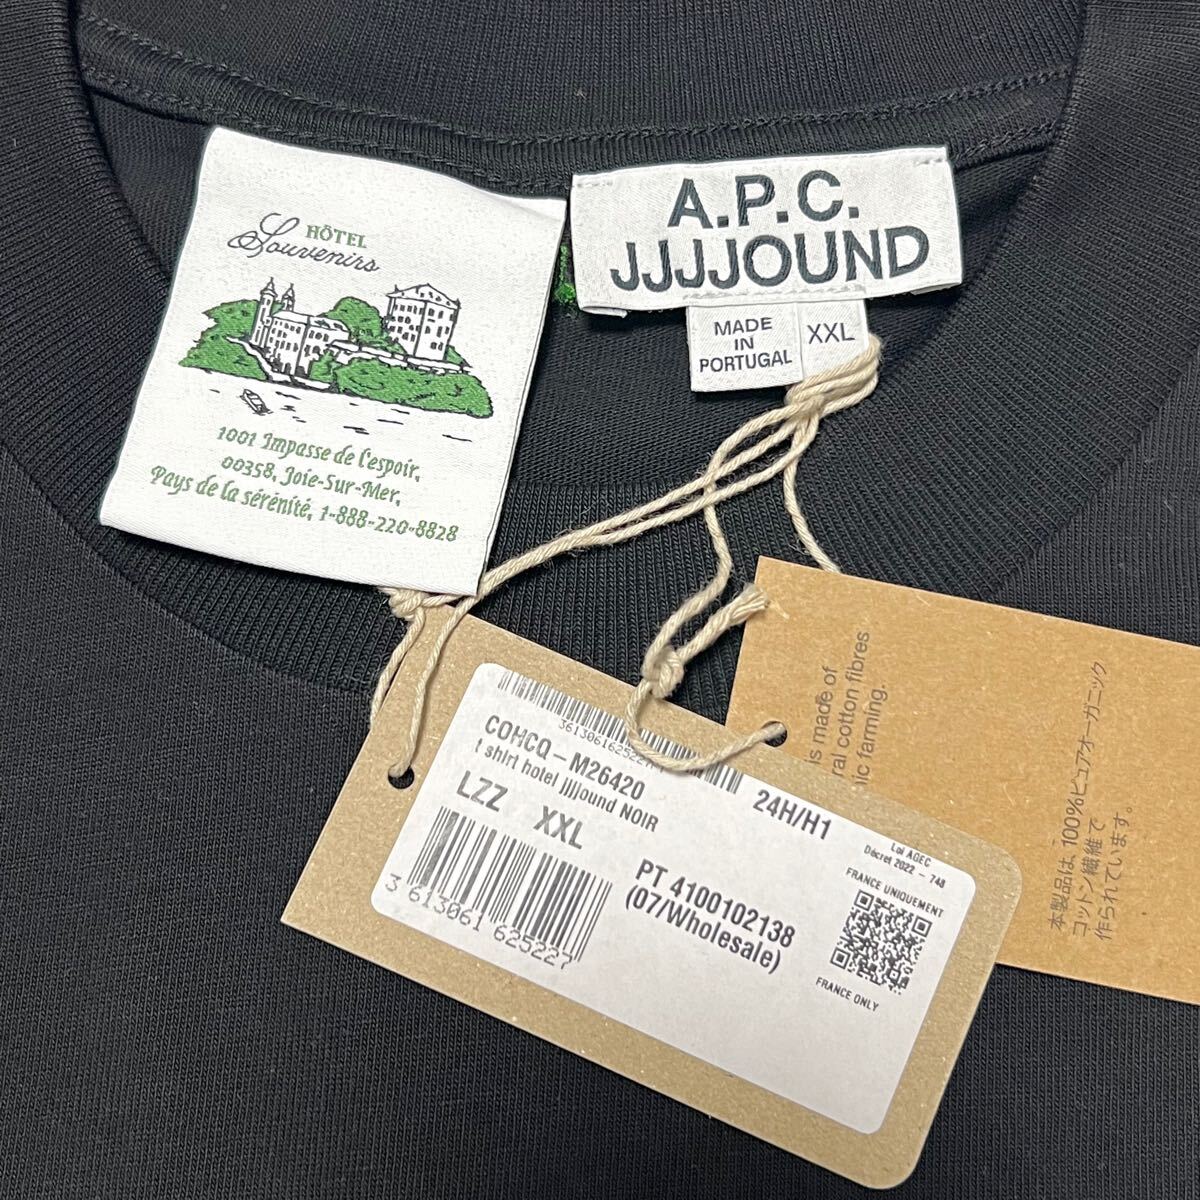 HÔTEL
Souvenirs
1001 Impasse de l'espoir,
00358, Joie-Sur-Mer,
Pays de la sérénité, 1-888-220-8828
A.P.C.
JJJJOUND
MADE
IN
PORTUGAL
XXL
is made of
ral cotton fibres
ic farming.
本製品は、100%ピュアオーガニック
コットン繊維で
作られています。
COHCQ-M26420
t shirt hotel jjjjound NOIR
24H/H1
LZZ XXL
3 613061 625227
PT 4100102138
(07/Wholesale)
Loi AGEC
Décret 2022 - 748
FRANCE UNIQUEMENT
FRANCE ONLY